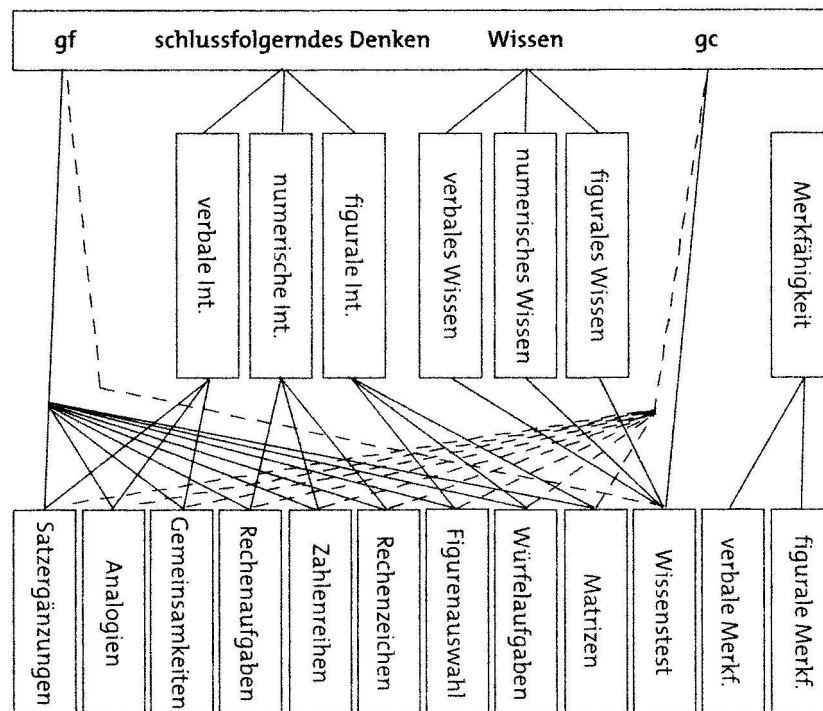 gf schlussfolgerndes Denken Wissen gc
verbale Int.
numerische Int.
figurale Int.
verbales Wissen
numerisches Wissen
figurales Wissen
Merkfähigkeit
Satzergänzungen
Analogien
Gemeinsamkeiten
Rechenaufgaben
Zahlenreihen
Rechenzeichen
Figurenauswahl
Würfelaufgaben
Matrizen
Wissenstest
verbale Merkf.
figurale Merkf.